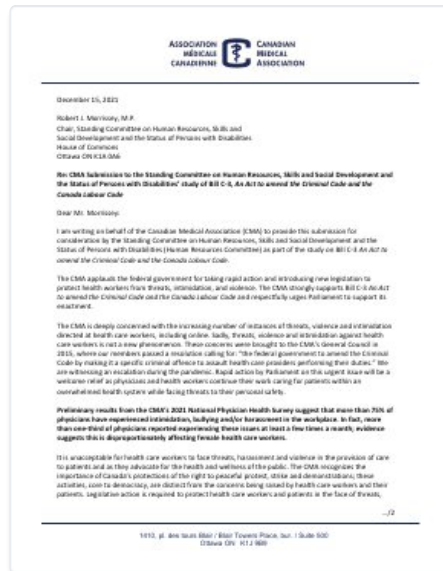 ASSOCIATION CANADIAN
MÉDICALE MEDICAL
CANADIENNE ASSOCIATION
December 15, 2021
Robert J. Morrissey, M.P.
Chair, Standing Committee on Human Resources, Skills and
Social Development and the Status of Persons with Disabilities
House of Commons
Ottawa ON K1A 0A6
Re: CMA Submission to the Standing Committee on Human Resources, Skills and Social Development and
the Status of Persons with Disabilities' study of Bill C-3, An Act to amend the Criminal Code and the
Canada Labour Code
Dear Mr. Morrissey:
I am writing on behalf of the Canadian Medical Association (CMA) to provide this submission for
consideration by the Standing Committee on Human Resources, Skills and Social Development and the
Status of Persons with Disabilities (Human Resources Committee) as part of the study on Bill C-3 An Act to
amend the Criminal Code and the Canada Labour Code.
The CMA applauds the federal government for taking rapid action and introducing new legislation to
protect health workers from threats, intimidation, and violence. The CMA strongly supports Bill C-3 An Act
to amend the Criminal Code and the Canada Labour Code and respectfully urges Parliament to support its
enactment.
The CMA is deeply concerned with the increasing number of instances of threats, violence and intimidation
directed at health care workers, including online. Sadly, threats, violence and intimidation against health
care workers is not a new phenomenon. These concerns were brought to the CMA's General Council in
2015, where our members passed a resolution calling for: "the federal government to amend the Criminal
Code by making it a specific criminal offence to assault health care providers performing their duties." We
are witnessing an escalation during the pandemic. Rapid action by Parliament on this urgent issue will be a
welcome relief as physicians and health workers continue their work caring for patients within an
overwhelmed health system while facing threats to their personal safety.
Preliminary results from the CMA's 2021 National Physician Health Survey suggest that more than 75% of
physicians have experienced intimidation, bullying and/or harassment in the workplace. In fact, more
than one-third of physicians reported experiencing these issues at least a few times a month; evidence
suggests this is disproportionately affecting female health care workers.
It is unacceptable for health care workers to face threats, harassment and violence in the provision of care
to patients and as they advocate for the health and wellness of the public. The CMA recognizes the
importance of Canada's protections of the right to peaceful protest, strike and demonstrations; these
activities, core to democracy, are distinct from the concerns being raised by health care workers and their
patients. Legislative action is required to protect health care workers and patients in the face of threats,
.../2
1410, pl. des tours Blair / Blair Towers Place, bur. / Suite 500
Ottawa ON K1J 9B9